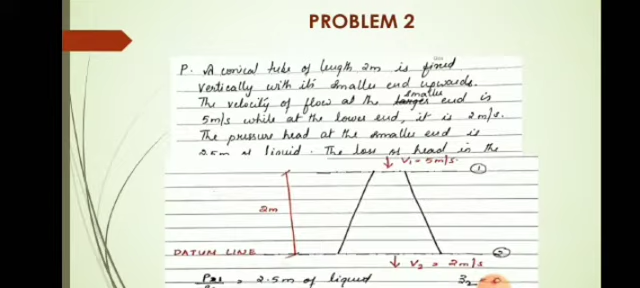 PROBLEM 2
P. A conical tube of length 2m is fixed
vertically with its smaller end upwards.
The velocity of flow at the larger smaller end is
5m/s while at the lower end, it is 2m/s.
The pressure head at the smaller end is
2.5m of liquid. The loss of head in the
↓ V₁ = 5m/s.
①
2m
DATUM LINE
②
↓ V₂ = 2m/s
= 2.5m of liquid